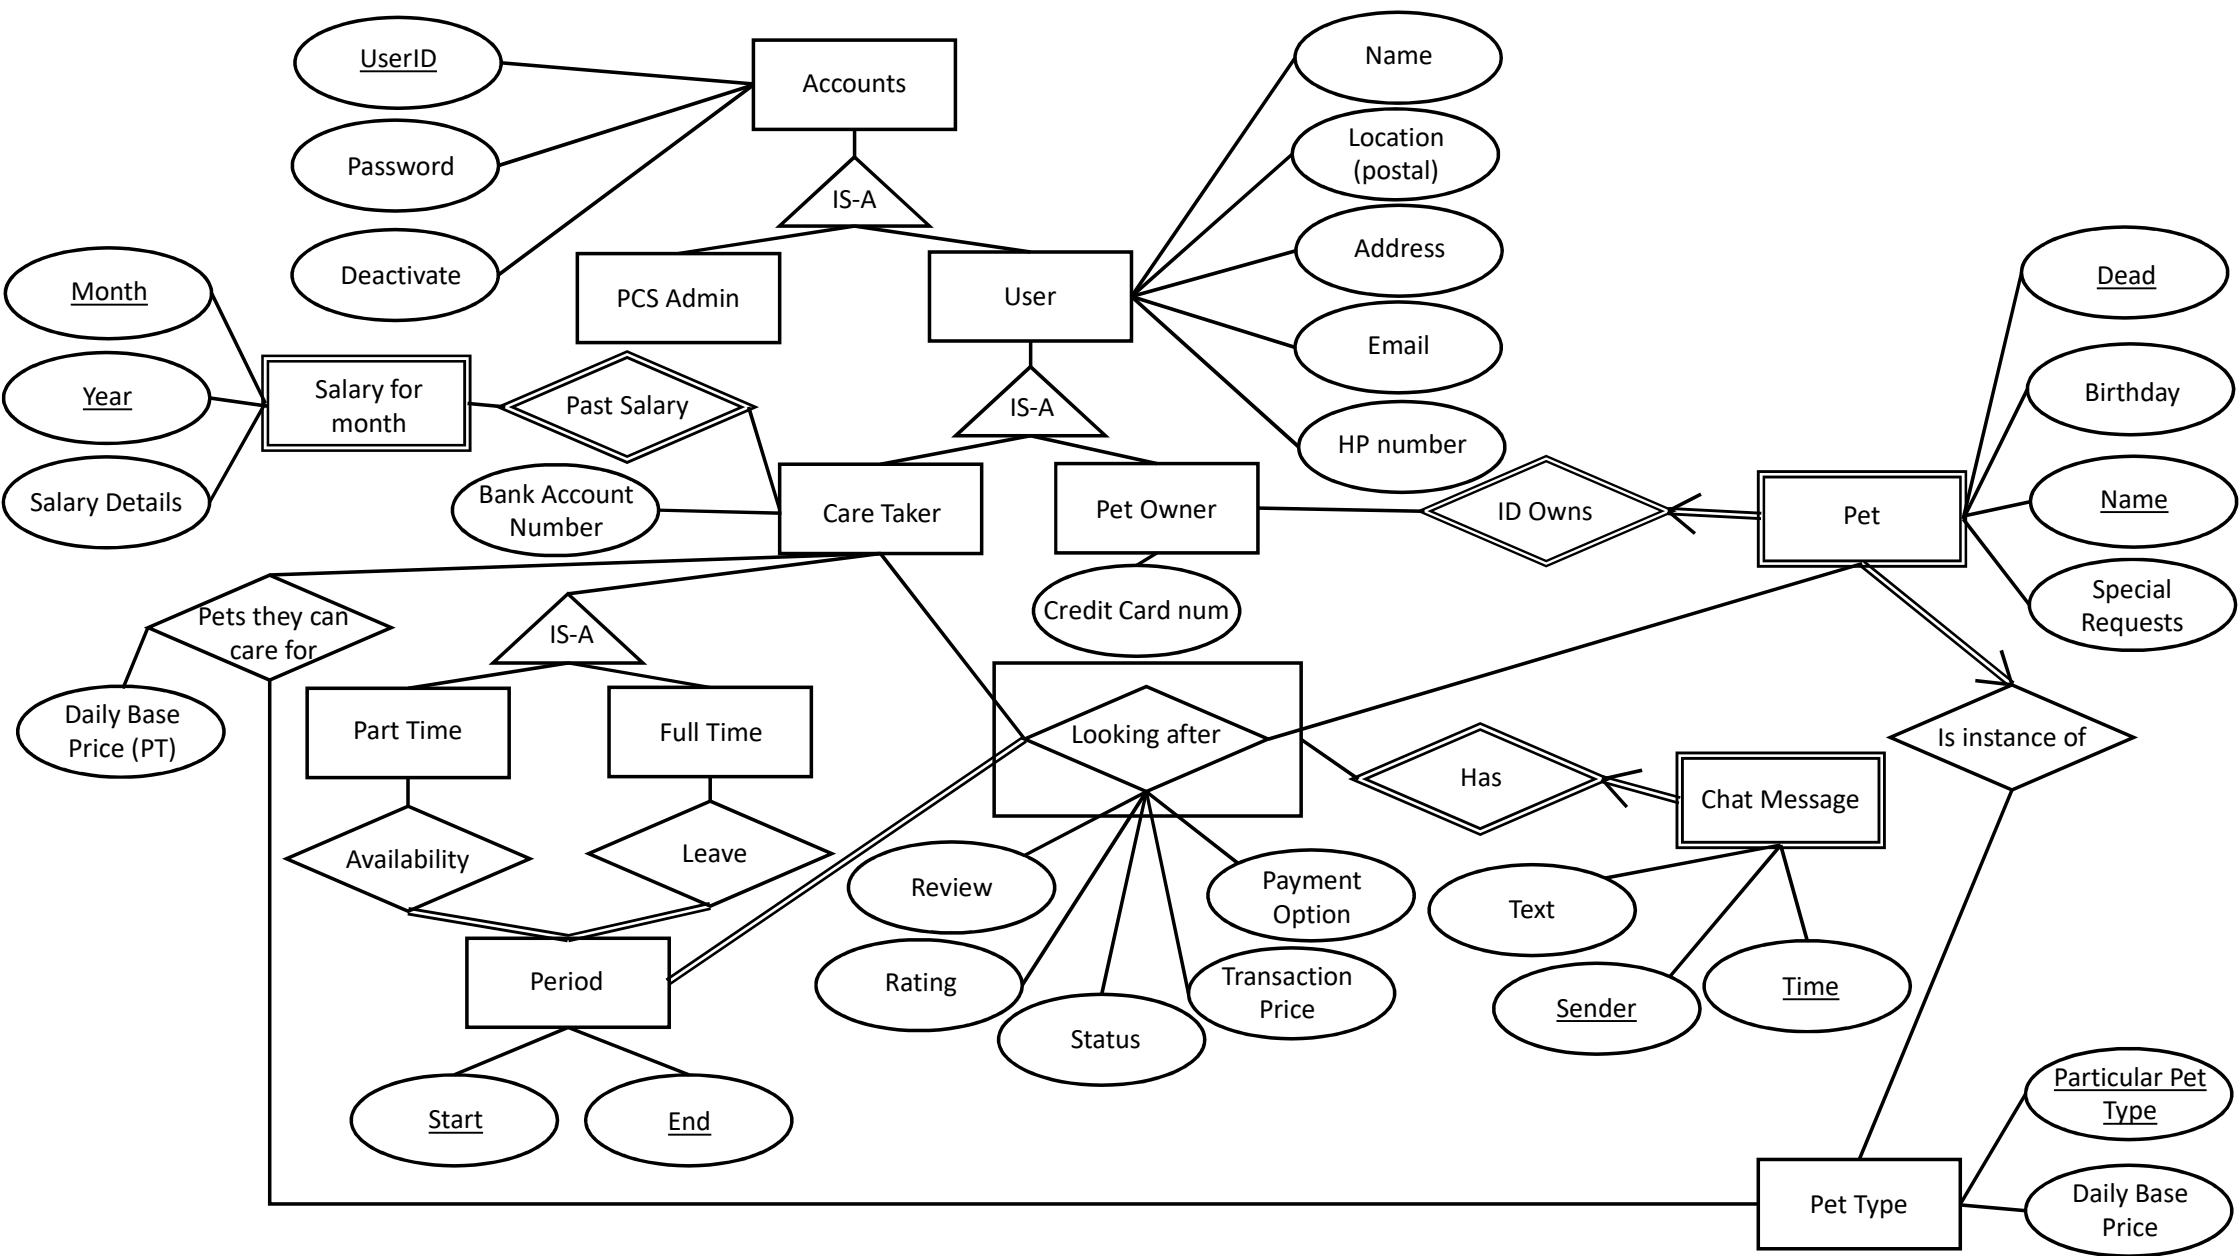 UserID
Accounts
Name
Location
(postal)
Password
IS-A
Address
Deactivate
PCS Admin
User
Dead
Month
Email
Birthday
Year
Salary for
month
Past Salary
IS-A
HP number
Salary Details
Bank Account
Number
Care Taker
Pet Owner
ID Owns
Pet
Name
Pets they can
care for
IS-A
Credit Card num
Special
Requests
Daily Base
Price (PT)
Part Time
Full Time
Looking after
Is instance of
Has
Chat Message
Availability
Leave
Review
Payment
Option
Text
Period
Rating
Transaction
Price
Sender
Time
Status
Start
End
Particular Pet
Type
Pet Type
Daily Base
Price